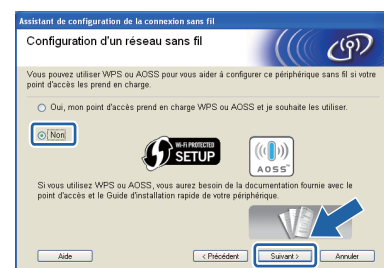 Assistant de configuration de la connexion sans fil
Configuration d'un réseau sans fil
Vous pouvez utiliser WPS ou AOSS pour vous aider à configurer ce périphérique sans fil si votre
point d'accès les prend en charge.
Oui, mon point d'accès prend en charge WPS ou AOSS et je souhaite les utiliser.
Non
WI-FI PROTECTED
SETUP
AOSS™
Si vous utilisez WPS ou AOSS, vous aurez besoin de la documentation fournie avec le
point d'accès et le Guide d'installation rapide de votre périphérique.
Aide
< Précédent
Suivant >
Annuler